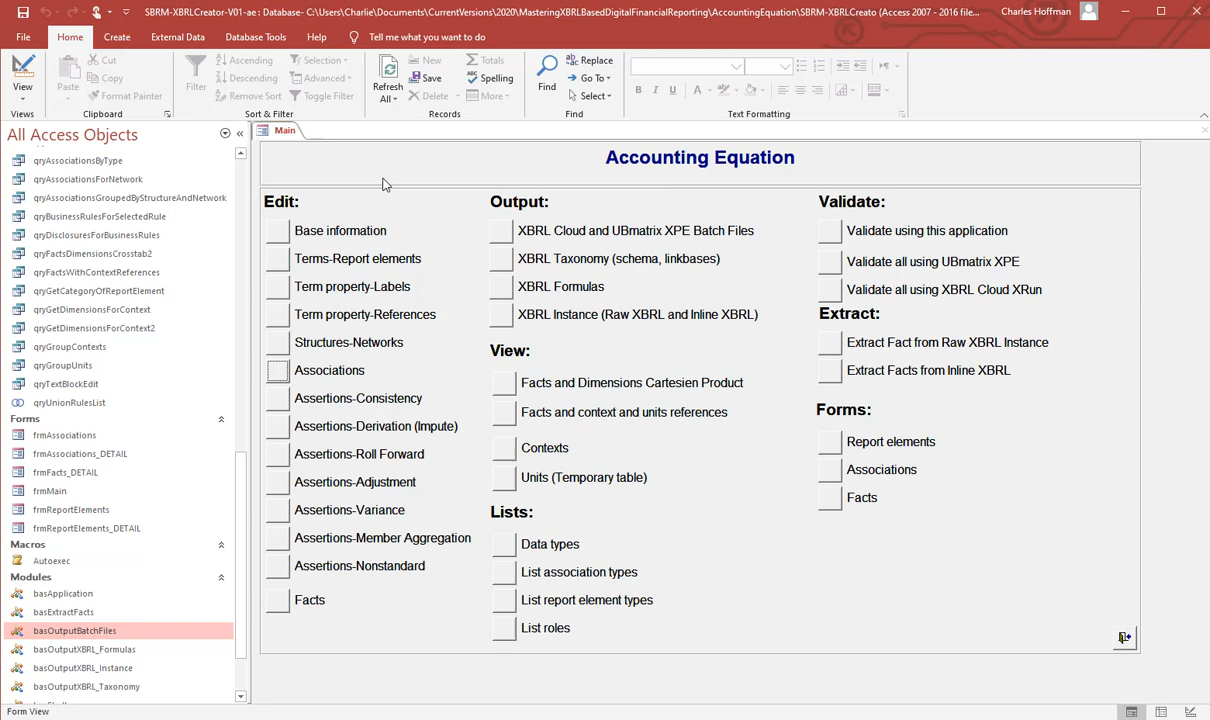 SBRM-XBRLCreator-V01-ae : Database- C:\Users\Charlie\Documents\CurrentVersions\2020\MasteringXBRLBasedDigitalFinancialReporting\AccountingEquation\SBRM-XBRLCreato (Access 2007 - 2016 file... Charles Hoffman
File Home Create External Data Database Tools Help Tell me what you want to do
View
Views
Paste
Cut
Copy
Format Painter
Clipboard
Filter
Ascending
Descending
Remove Sort
Selection
Advanced
Toggle Filter
Sort & Filter
Refresh
All
New
Save
Delete
Totals
Spelling
More
Records
Find
Replace
Go To
Select
Find
B I U A
Text Formatting
All Access Objects
qryAssociationsByType
qryAssociationsForNetwork
qryAssociationsGroupedByStructureAndNetwork
qryBusinessRulesForSelectedRule
qryDisclosuresForBusinessRules
qryFactsDimensionsCrosstab2
qryFactsWithContextReferences
qryGetCategoryOfReportElement
qryGetDimensionsForContext
qryGetDimensionsForContext2
qryGroupContexts
qryGroupUnits
qryTextBlockEdit
qryUnionRulesList
Forms
frmAssociations
frmAssociations_DETAIL
frmFacts_DETAIL
frmMain
frmReportElements
frmReportElements_DETAIL
Macros
Autoexec
Modules
basApplication
basExtractFacts
basOutputBatchFiles
basOutputXBRL_Formulas
basOutputXBRL_Instance
basOutputXBRL_Taxonomy
Main
Accounting Equation
Edit:
Base information
Terms-Report elements
Term property-Labels
Term property-References
Structures-Networks
Associations
Assertions-Consistency
Assertions-Derivation (Impute)
Assertions-Roll Forward
Assertions-Adjustment
Assertions-Variance
Assertions-Member Aggregation
Assertions-Nonstandard
Facts
Output:
XBRL Cloud and UBmatrix XPE Batch Files
XBRL Taxonomy (schema, linkbases)
XBRL Formulas
XBRL Instance (Raw XBRL and Inline XBRL)
View:
Facts and Dimensions Cartesien Product
Facts and context and units references
Contexts
Units (Temporary table)
Lists:
Data types
List association types
List report element types
List roles
Validate:
Validate using this application
Validate all using UBmatrix XPE
Validate all using XBRL Cloud XRun
Extract:
Extract Fact from Raw XBRL Instance
Extract Facts from Inline XBRL
Forms:
Report elements
Associations
Facts
Form View